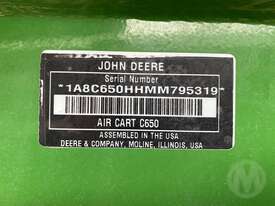 JOHN DEERE
Serial Number
*1A8C650HHMM795319*
AIR CART C650
ASSEMBLED IN THE USA
DEERE & COMPANY, MOLINE, ILLINOIS, USA